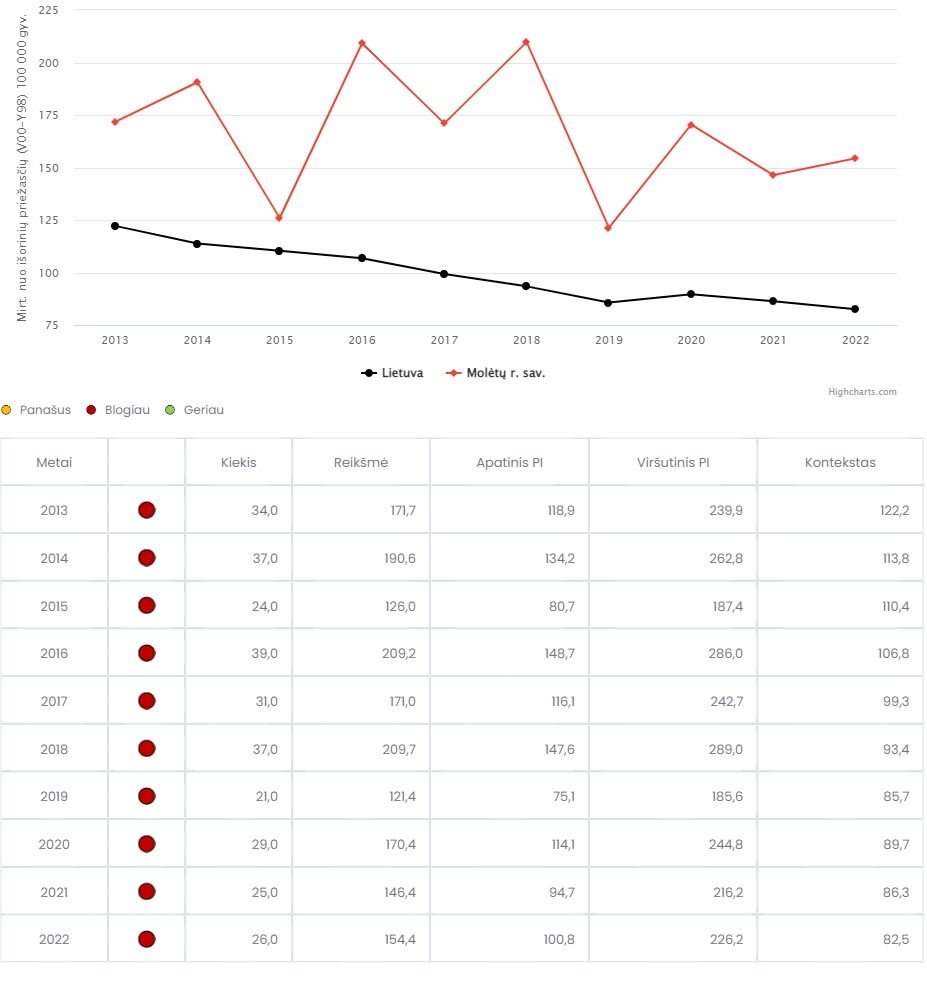 Mirt. nuo išorinių priežasčių (V00–Y98) 100 000 gyv.
225
200
175
150
125
100
75
2013 2014 2015 2016 2017 2018 2019 2020 2021 2022
Lietuva Molėtų r. sav.
Highcharts.com
Panašus Blogiau Geriau
Metai Kiekis Reikšmė Apatinis PI Viršutinis PI Kontekstas
2013 34,0 171,7 118,9 239,9 122,2
2014 37,0 190,6 134,2 262,8 113,8
2015 24,0 126,0 80,7 187,4 110,4
2016 39,0 209,2 148,7 286,0 106,8
2017 31,0 171,0 116,1 242,7 99,3
2018 37,0 209,7 147,6 289,0 93,4
2019 21,0 121,4 75,1 185,6 85,7
2020 29,0 170,4 114,1 244,8 89,7
2021 25,0 146,4 94,7 216,2 86,3
2022 26,0 154,4 100,8 226,2 82,5